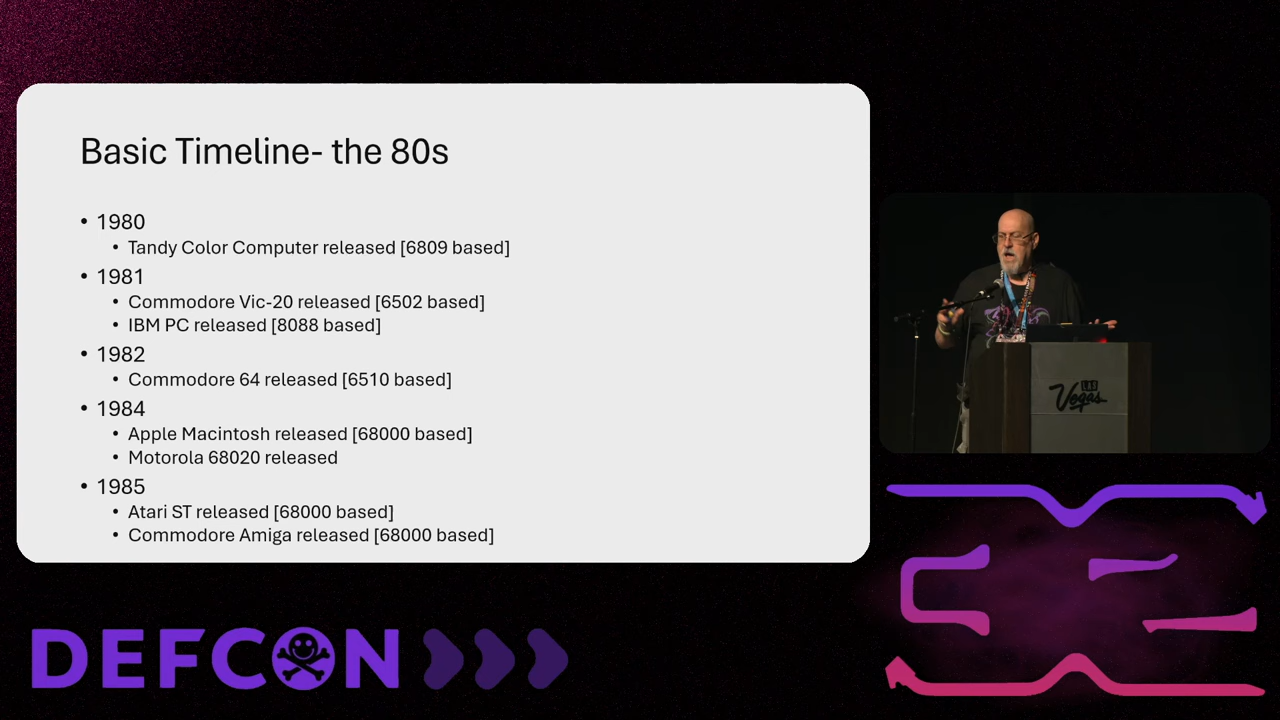 Basic Timeline- the 80s
• 1980
• Tandy Color Computer released [6809 based]
• 1981
• Commodore Vic-20 released [6502 based]
• IBM PC released [8088 based]
• 1982
• Commodore 64 released [6510 based]
• 1984
• Apple Macintosh released [68000 based]
• Motorola 68020 released
• 1985
• Atari ST released [68000 based]
• Commodore Amiga released [68000 based]
Vegas
DEFCON